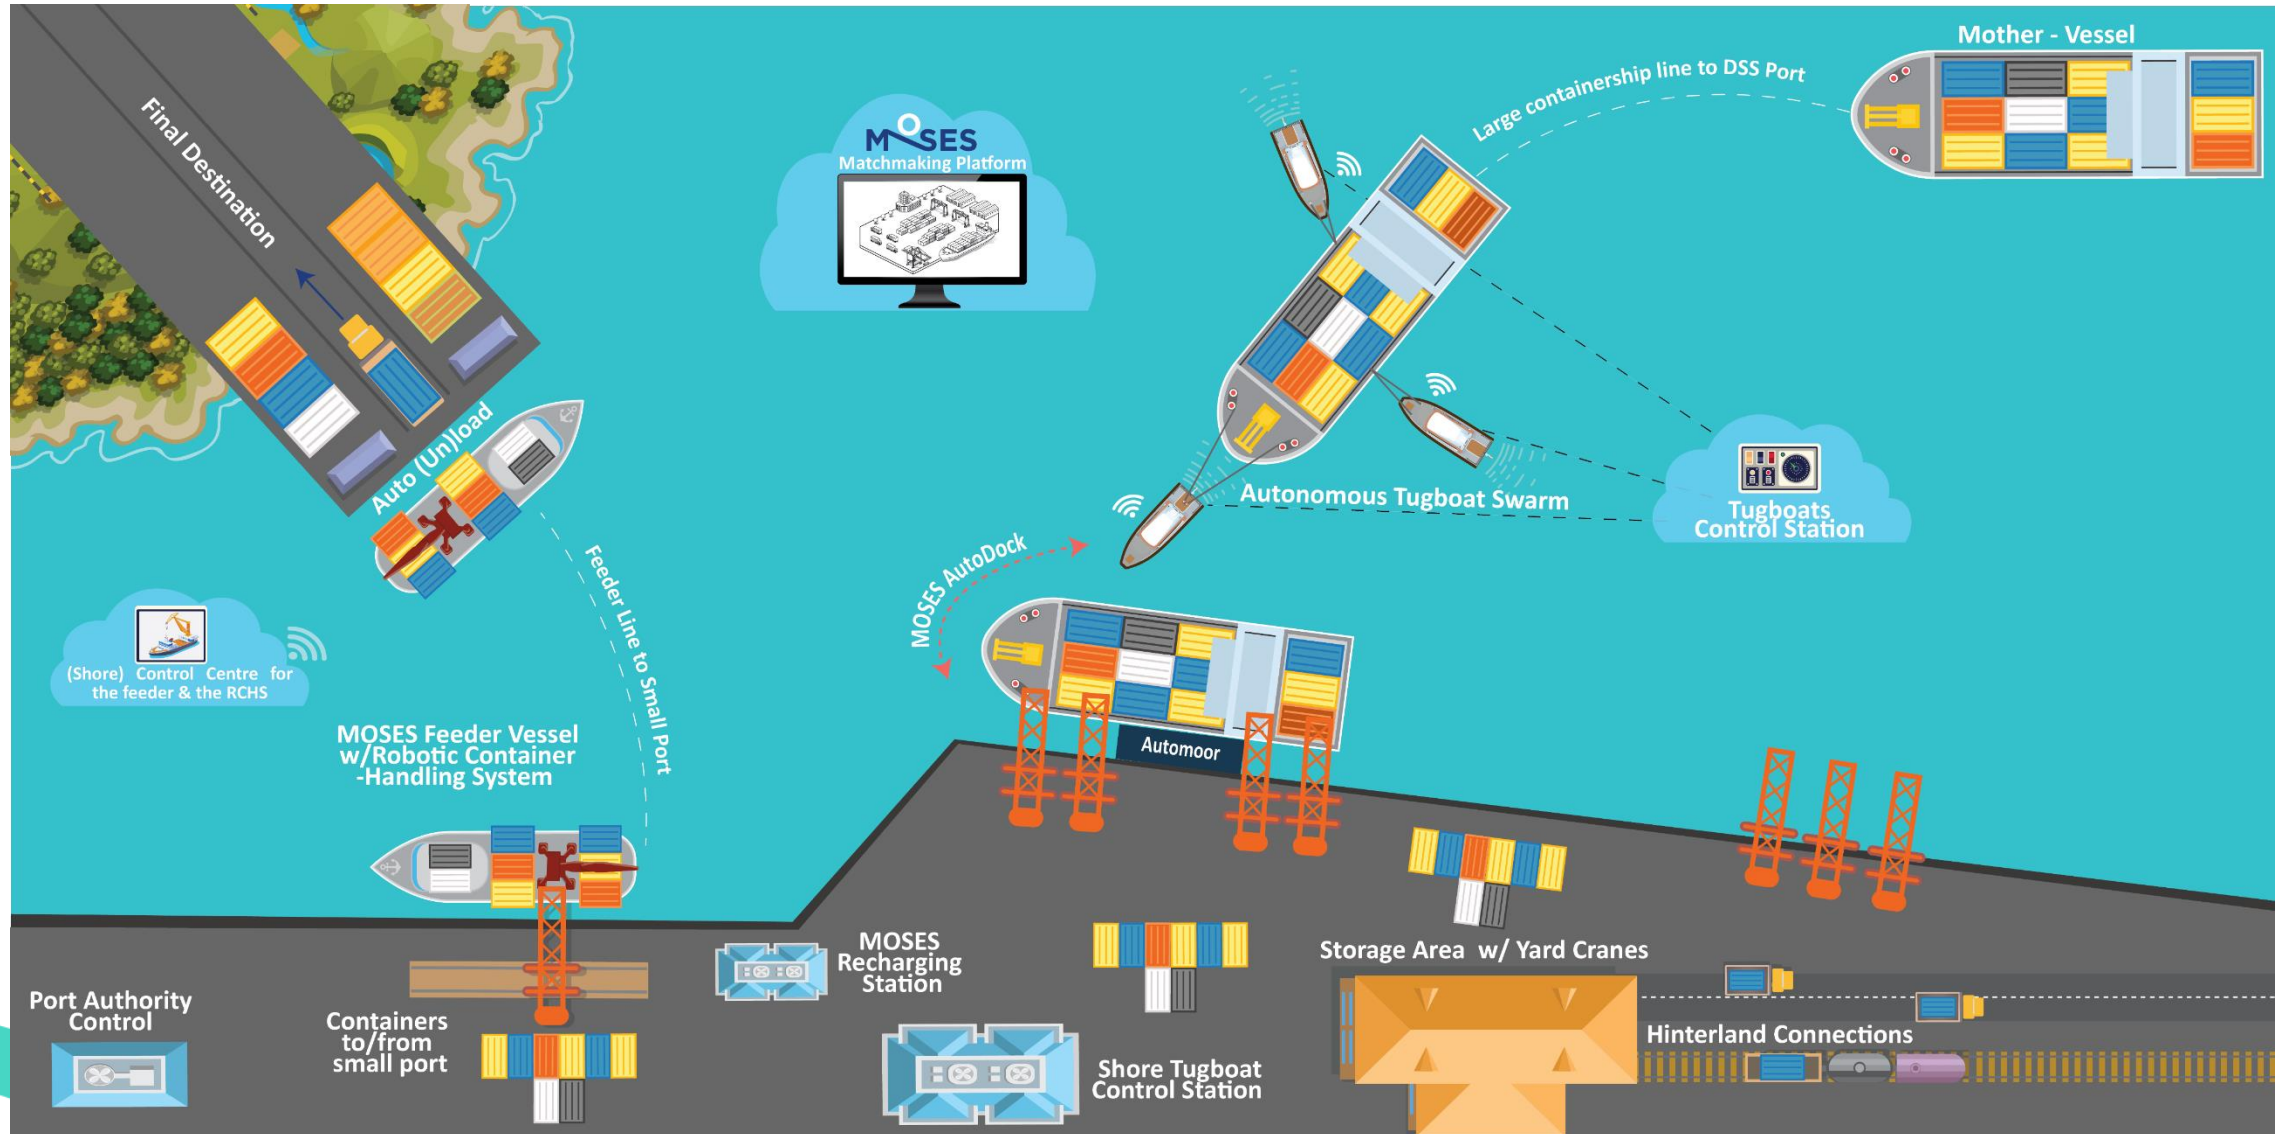 Mother - Vessel
Large containership line to DSS Port
MOSES
Matchmaking Platform
Final Destination
Auto (Un)load
Autonomous Tugboat Swarm
Tugboats
Control Station
MOSES AutoDock
Feeder Line to Small Port
(Shore) Control Centre for
the feeder & the RCHS
MOSES Feeder Vessel
w/Robotic Container
-Handling System
Automoor
MOSES
Recharging
Station
Storage Area w/ Yard Cranes
Port Authority
Control
Containers
to/from
small port
Shore Tugboat
Control Station
Hinterland Connections